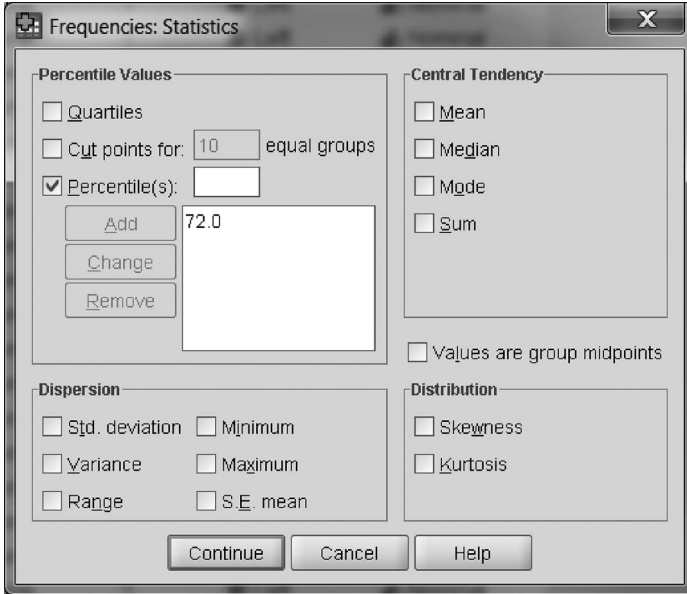 Frequencies: Statistics
X
Percentile Values
Quartiles
Cut points for: 10 equal groups
Percentile(s):
Add
72.0
Change
Remove
Central Tendency
Mean
Median
Mode
Sum
Values are group midpoints
Dispersion
Std. deviation Minimum
Variance Maximum
Range S.E. mean
Distribution
Skewness
Kurtosis
Continue Cancel Help